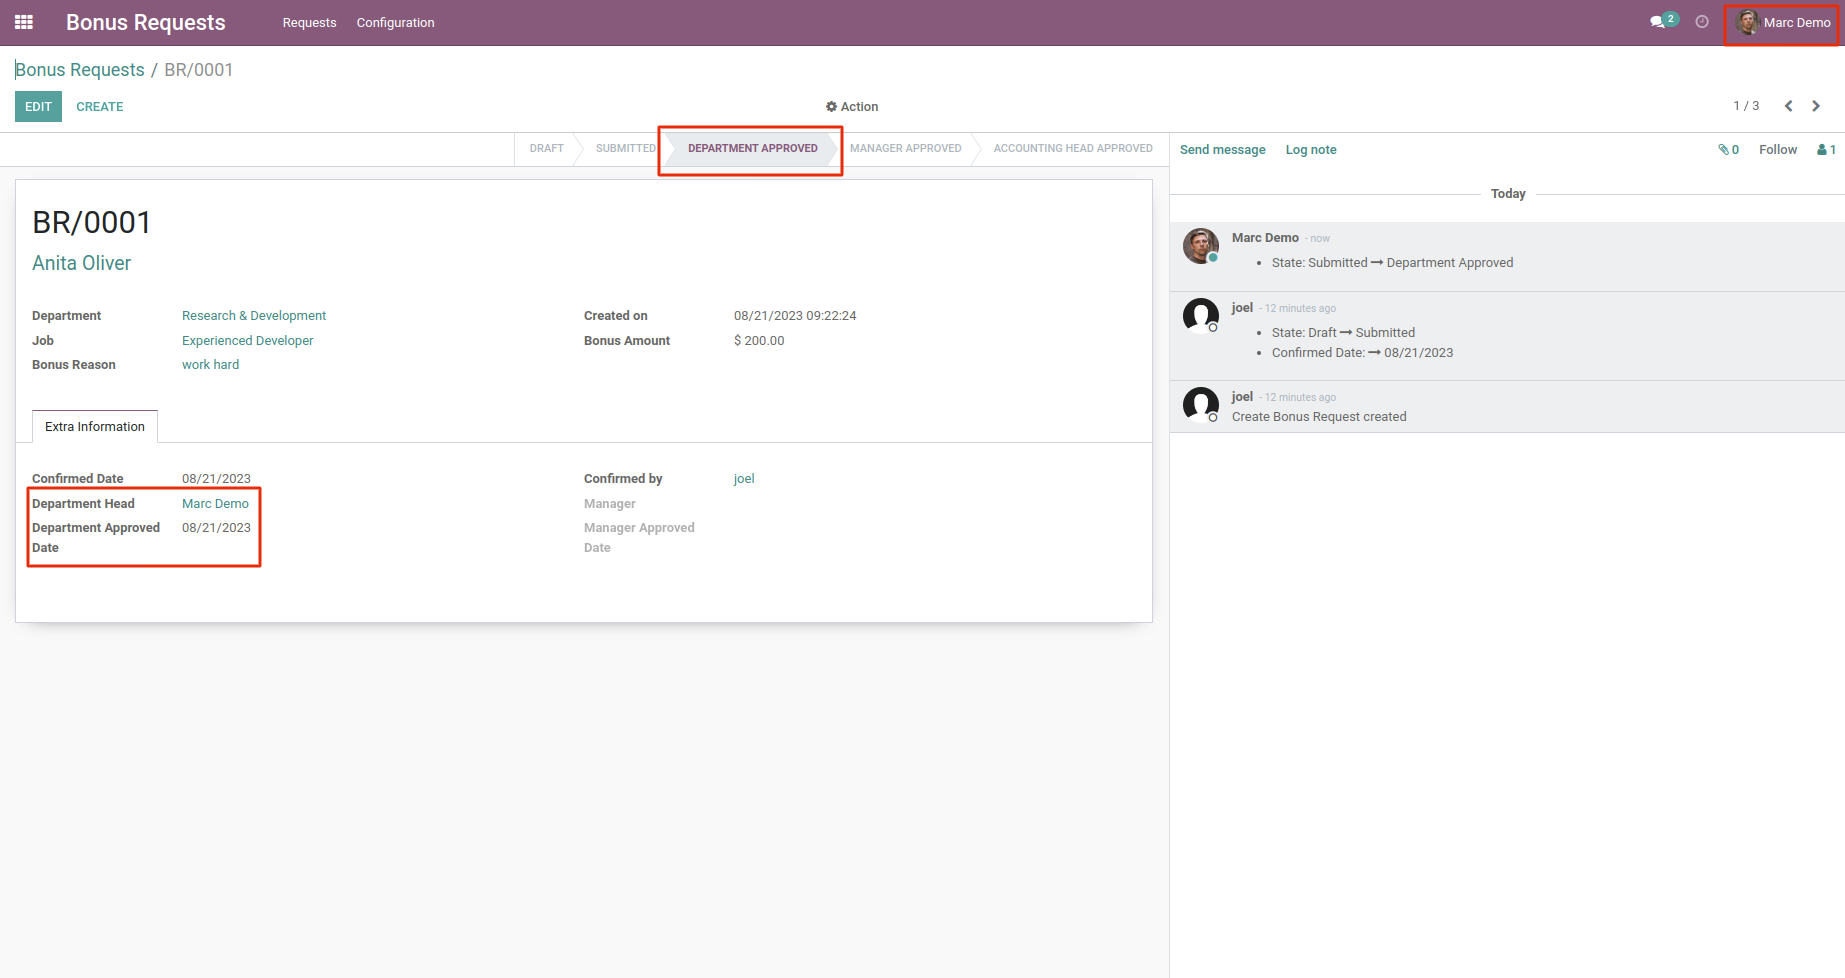 Bonus Requests Requests Configuration 2 Marc Demo
Bonus Requests / BR/0001
EDIT CREATE Action 1 / 3
DRAFT SUBMITTED DEPARTMENT APPROVED MANAGER APPROVED ACCOUNTING HEAD APPROVED
BR/0001
Anita Oliver
Department Research & Development Created on 08/21/2023 09:22:24
Job Experienced Developer Bonus Amount $ 200.00
Bonus Reason work hard
Extra Information
Confirmed Date 08/21/2023 Confirmed by joel
Department Head Marc Demo Manager
Department Approved 08/21/2023 Manager Approved
Date Date
Send message Log note 0 Follow 1
Today
Marc Demo - now
• State: Submitted → Department Approved
joel - 12 minutes ago
• State: Draft → Submitted
• Confirmed Date: → 08/21/2023
joel - 12 minutes ago
Create Bonus Request created